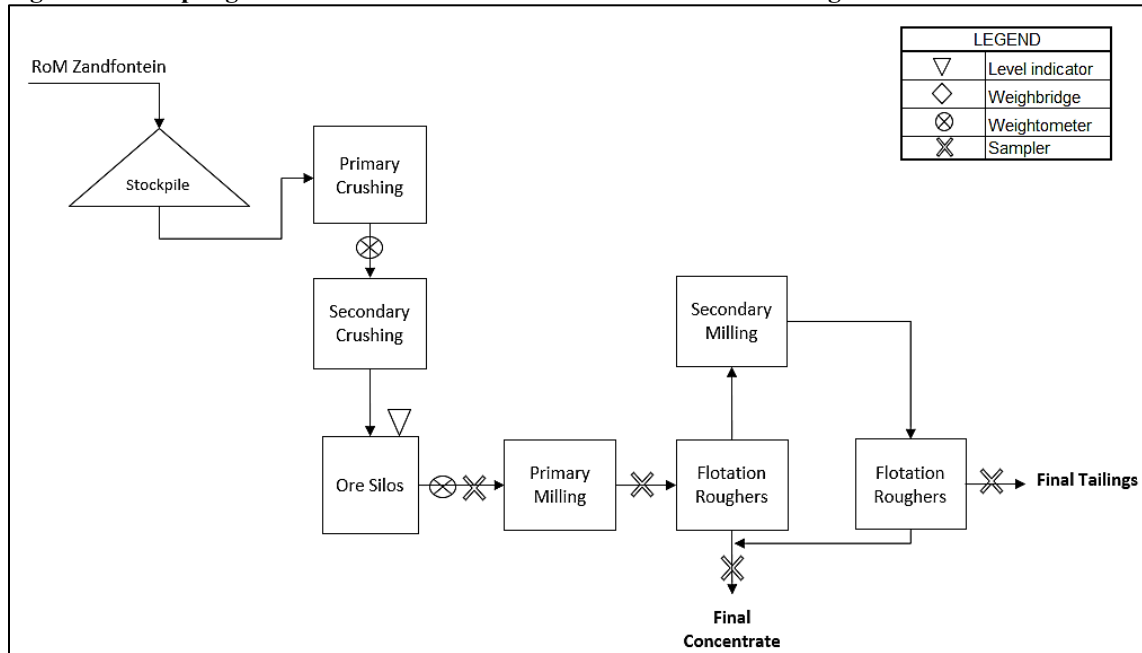 RoM Zandfontein
LEGEND
Level indicator
Weighbridge
Weightometer
Sampler
Stockpile
Primary
Crushing
Secondary
Crushing
Secondary
Milling
Ore Silos
Primary
Milling
Flotation
Roughers
Flotation
Roughers
Final Tailings
Final
Concentrate